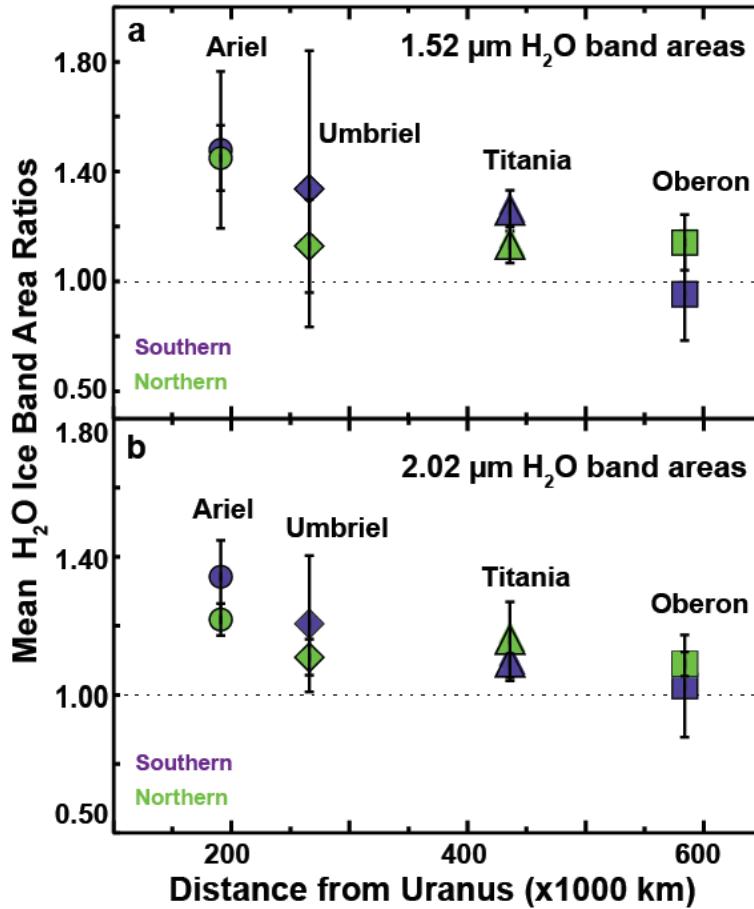 Mean H₂O Ice Band Area Ratios
a
1.52 µm H₂O band areas
1.80
1.40
1.00
0.50
Ariel
Umbriel
Titania
Oberon
Southern
Northern
b
2.02 µm H₂O band areas
1.80
1.40
1.00
0.50
Ariel
Umbriel
Titania
Oberon
Southern
Northern
200
400
600
Distance from Uranus (x1000 km)